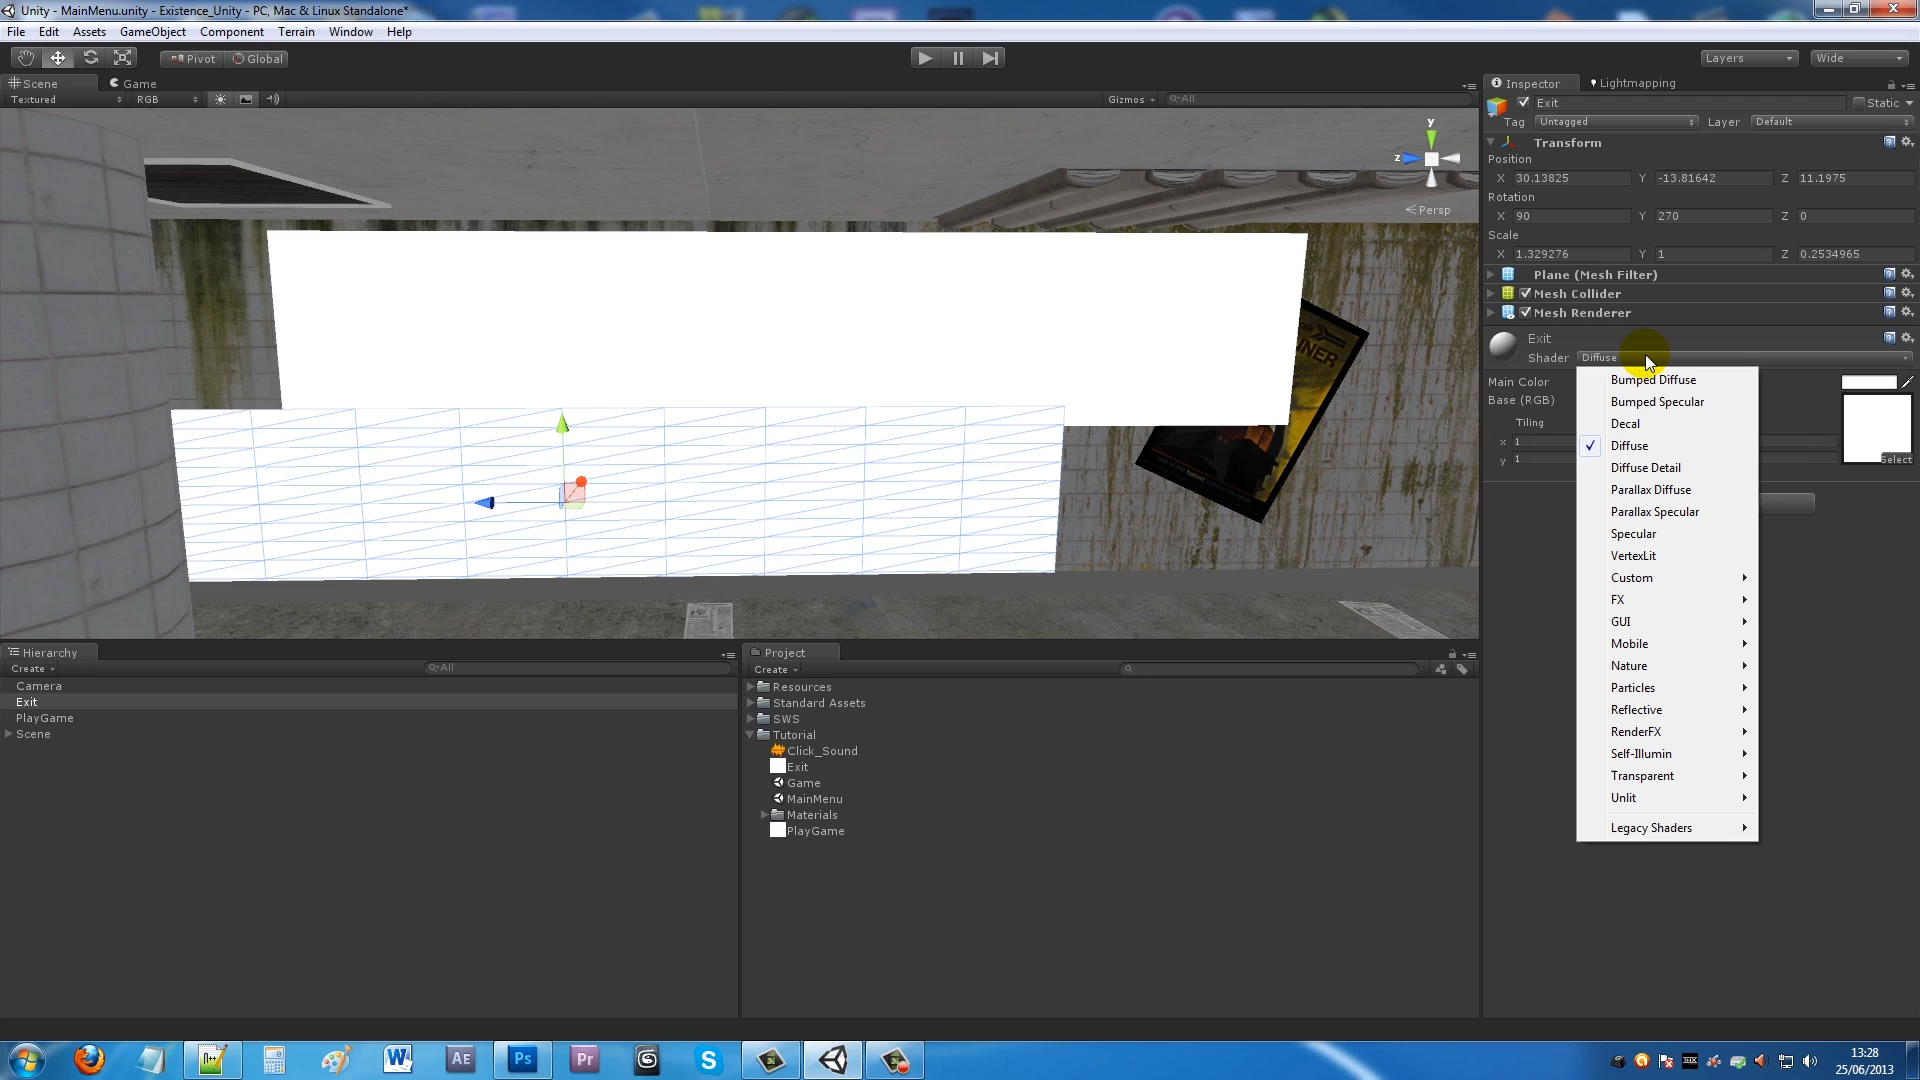 Unity - MainMenu.unity - Existence_Unity - PC, Mac & Linux Standalone*
File Edit Assets GameObject Component Terrain Window Help
Pivot Global
Layers Wide
Scene Game
Textured RGB Gizmos All
y
z
Persp
Inspector Lightmapping
Exit Static
Tag Untagged Layer Default
Transform
Position
X 30.13825 Y -13.81642 Z 11.1975
Rotation
X 90 Y 270 Z 0
Scale
X 1.329276 Y 1 Z 0.2534965
Plane (Mesh Filter)
Mesh Collider
Mesh Renderer
Exit
Shader Diffuse
Main Color
Base (RGB)
Tiling
x 1
y 1
Select
Bumped Diffuse
Bumped Specular
Decal
Diffuse
Diffuse Detail
Parallax Diffuse
Parallax Specular
Specular
VertexLit
Custom
FX
GUI
Mobile
Nature
Particles
Reflective
RenderFX
Self-Illumin
Transparent
Unlit
Legacy Shaders
Hierarchy
Create All
Camera
Exit
PlayGame
Scene
Project
Create
Resources
Standard Assets
SWS
Tutorial
Click_Sound
Exit
Game
MainMenu
Materials
PlayGame
AE Ps Pr
13:28
25/06/2013